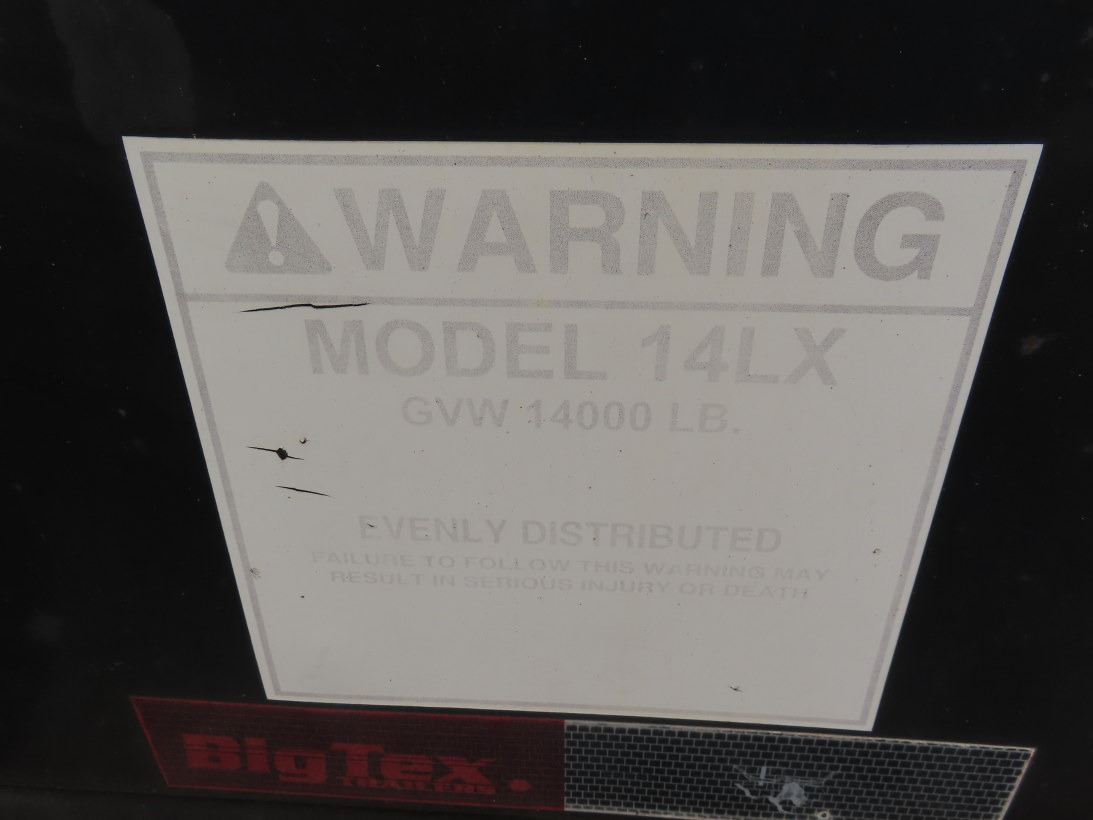 WARNING
MODEL 14LX
GVW 14000 LB.
EVENLY DISTRIBUTED
FAILURE TO FOLLOW THIS WARNING MAY
RESULT IN SERIOUS INJURY OR DEATH
BigTex
TRAILERS